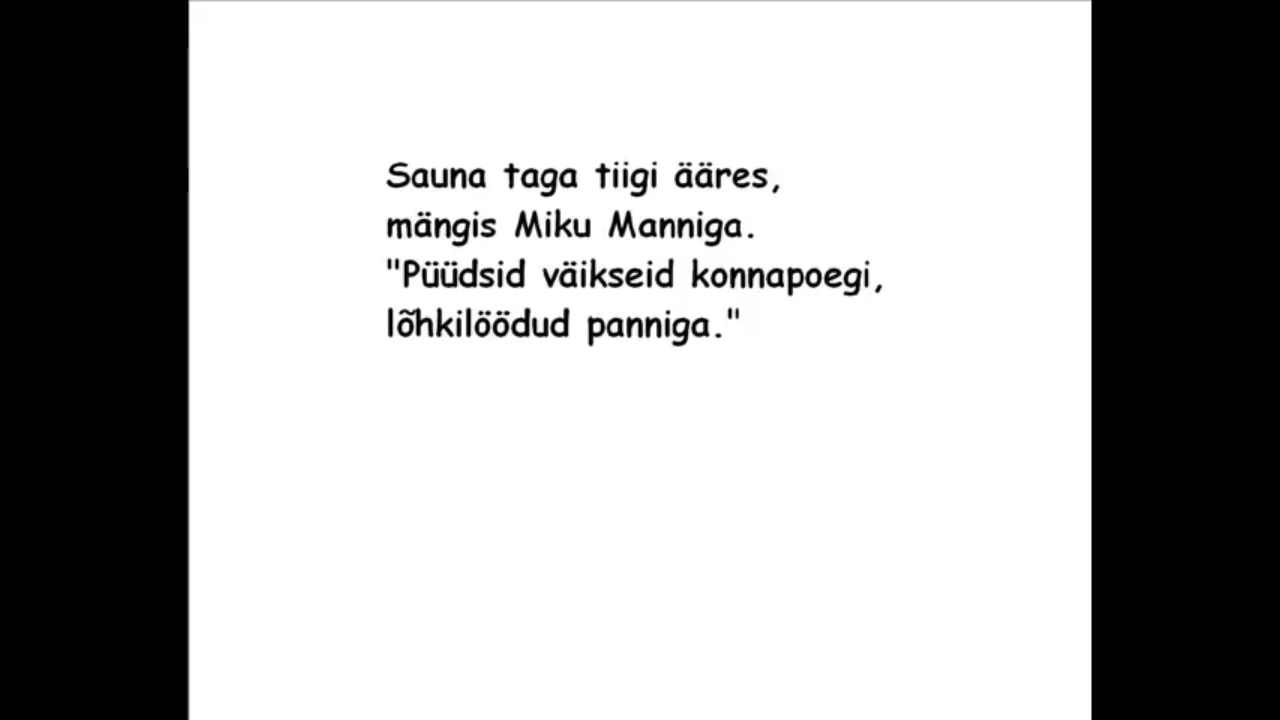 Sauna taga tiigi ääres,
mängis Miku Manniga.
"Püüdsid väikseid konnapoegi,
lõhkilöödud panniga."